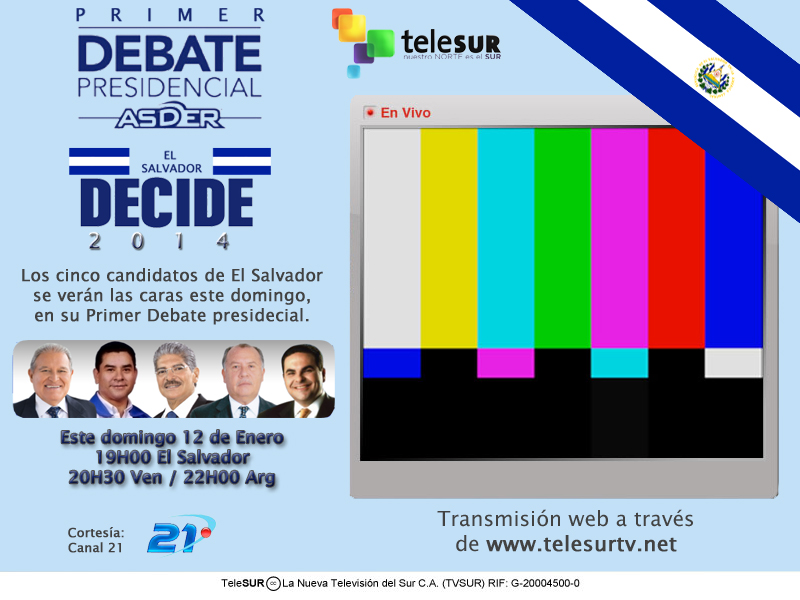 PRIMER
DEBATE
PRESIDENCIAL
ASDER
EL
SALVADOR
DECIDE
2014
Los cinco candidatos de El Salvador
se verán las caras este domingo,
en su Primer Debate presidecial.
Este domingo 12 de Enero
19H00 El Salvador
20H30 Ven / 22H00 Arg
Cortesía:
Canal 21
21
teleSUR
nuestro NORTE es el SUR
En Vivo
Transmisión web a través
de www.telesurtv.net
TeleSUR cc La Nueva Televisión del Sur C.A. (TVSUR) RIF: G-20004500-0